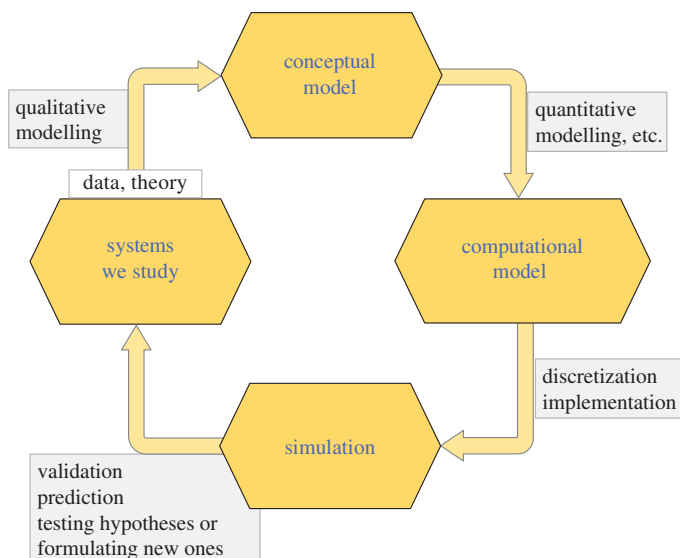 conceptual
model
qualitative
modelling
quantitative
modelling, etc.
data, theory
systems
we study
computational
model
discretization
implementation
simulation
validation
prediction
testing hypotheses or
formulating new ones